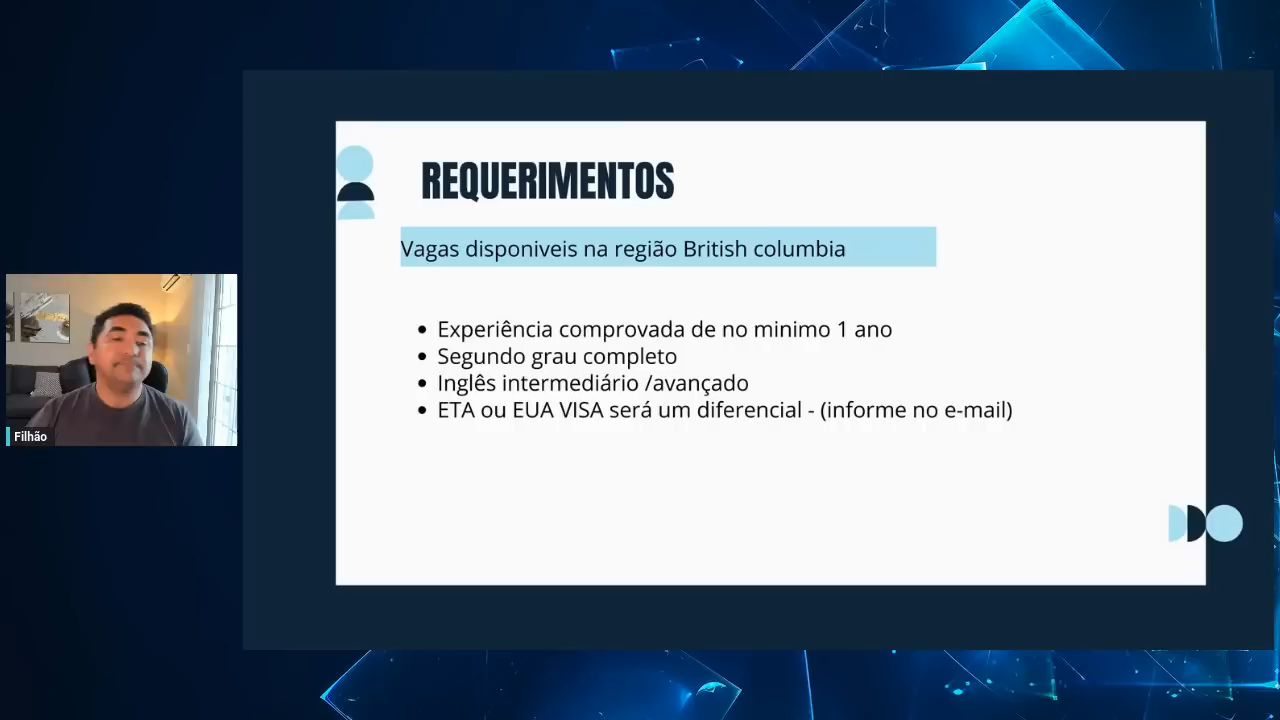 REQUERIMENTOS
Vagas disponiveis na região British columbia
Experiência comprovada de no minimo 1 ano
Segundo grau completo
Inglês intermediário /avançado
ETA ou EUA VISA será um diferencial - (informe no e-mail)
Filhão